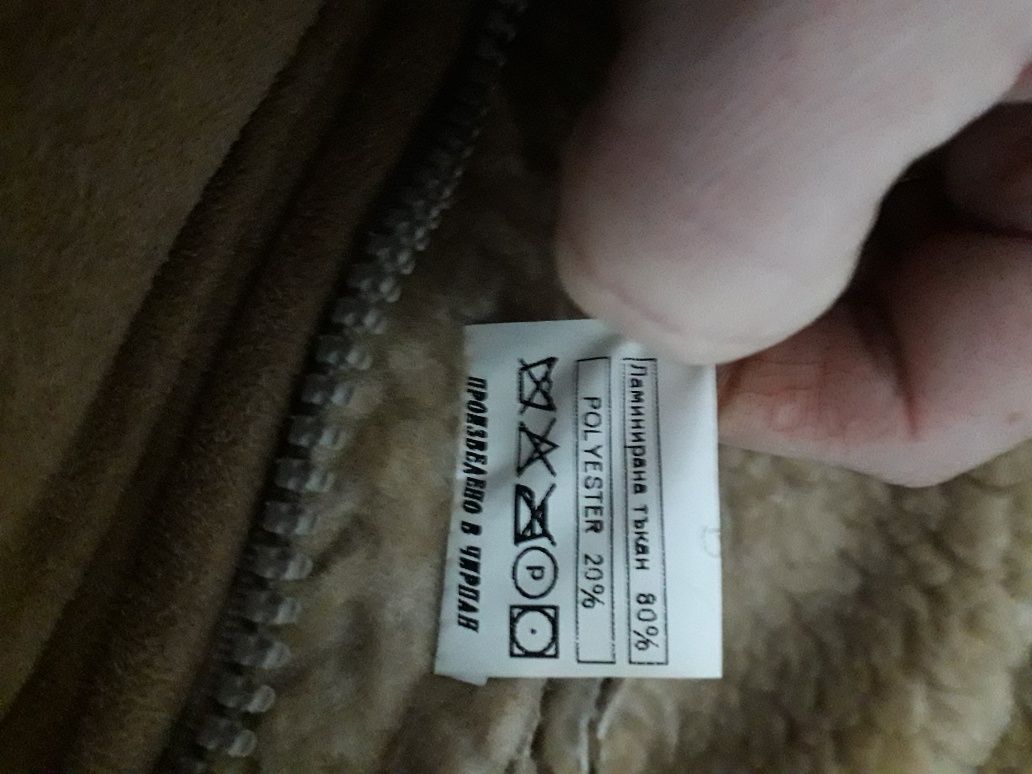 Ламинирана тъкан 80%
POLYESTER 20%
P
ПРОИЗВЕДЕНО В ЧИРПАН